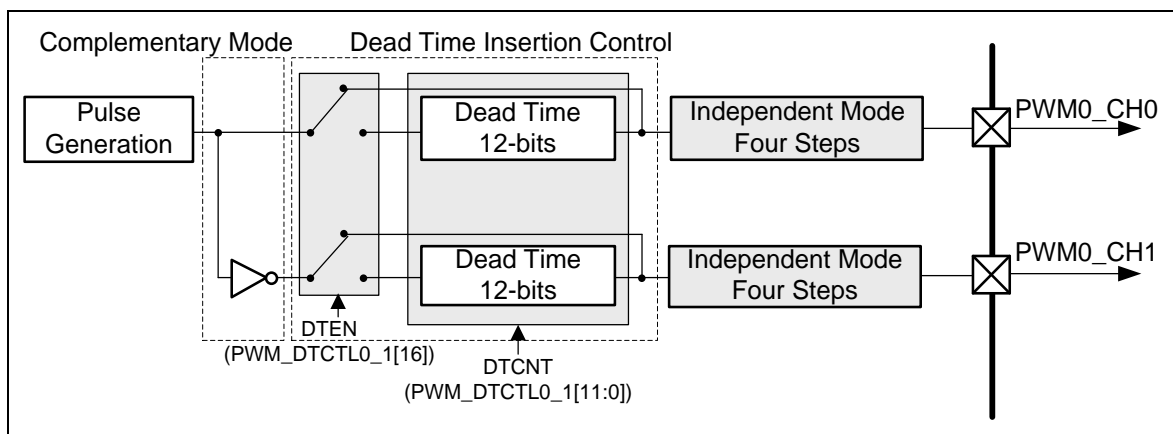 Complementary Mode
Dead Time Insertion Control
Pulse
Generation
Dead Time
12-bits
Independent Mode
Four Steps
PWM0_CH0
Dead Time
12-bits
Independent Mode
Four Steps
PWM0_CH1
DTEN
(PWM_DTCTL0_1[16])
DTCNT
(PWM_DTCTL0_1[11:0])